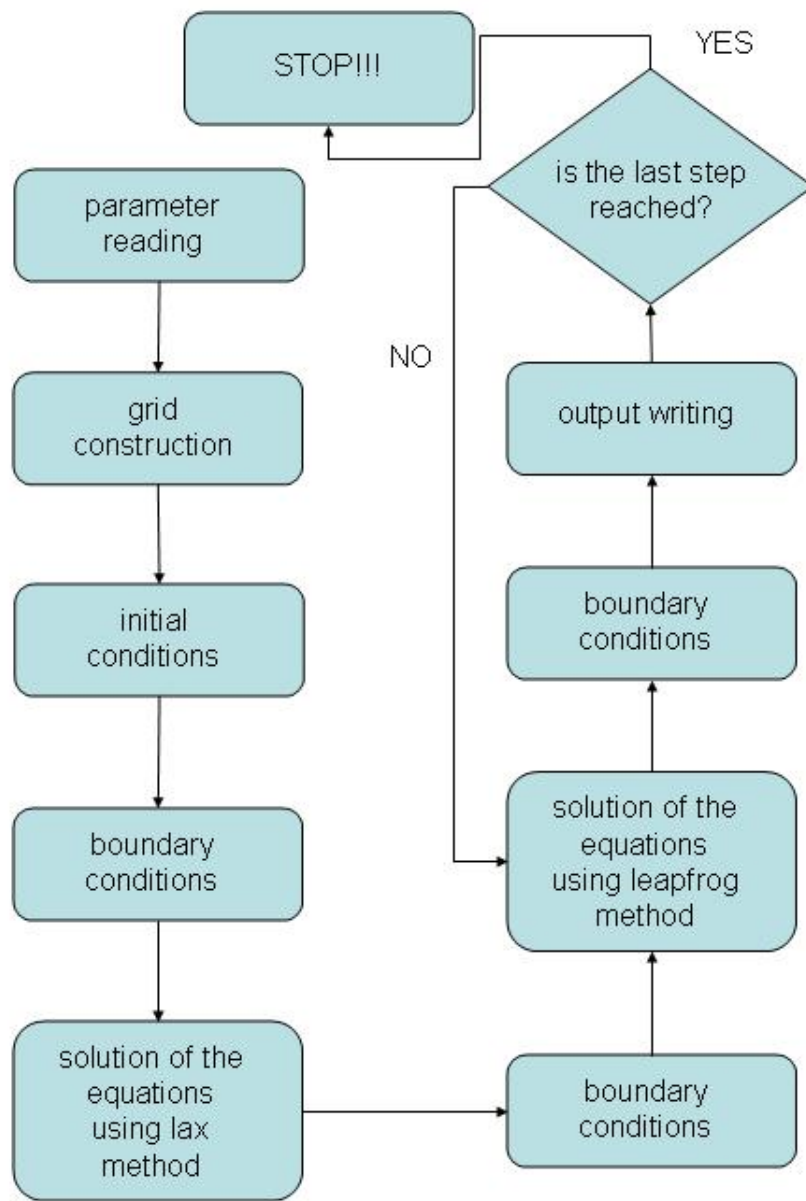 STOP!!!
YES
is the last step
reached?
parameter
reading
NO
grid
construction
output writing
initial
conditions
boundary
conditions
boundary
conditions
solution of the
equations
using leapfrog
method
solution of the
equations
using lax
method
boundary
conditions